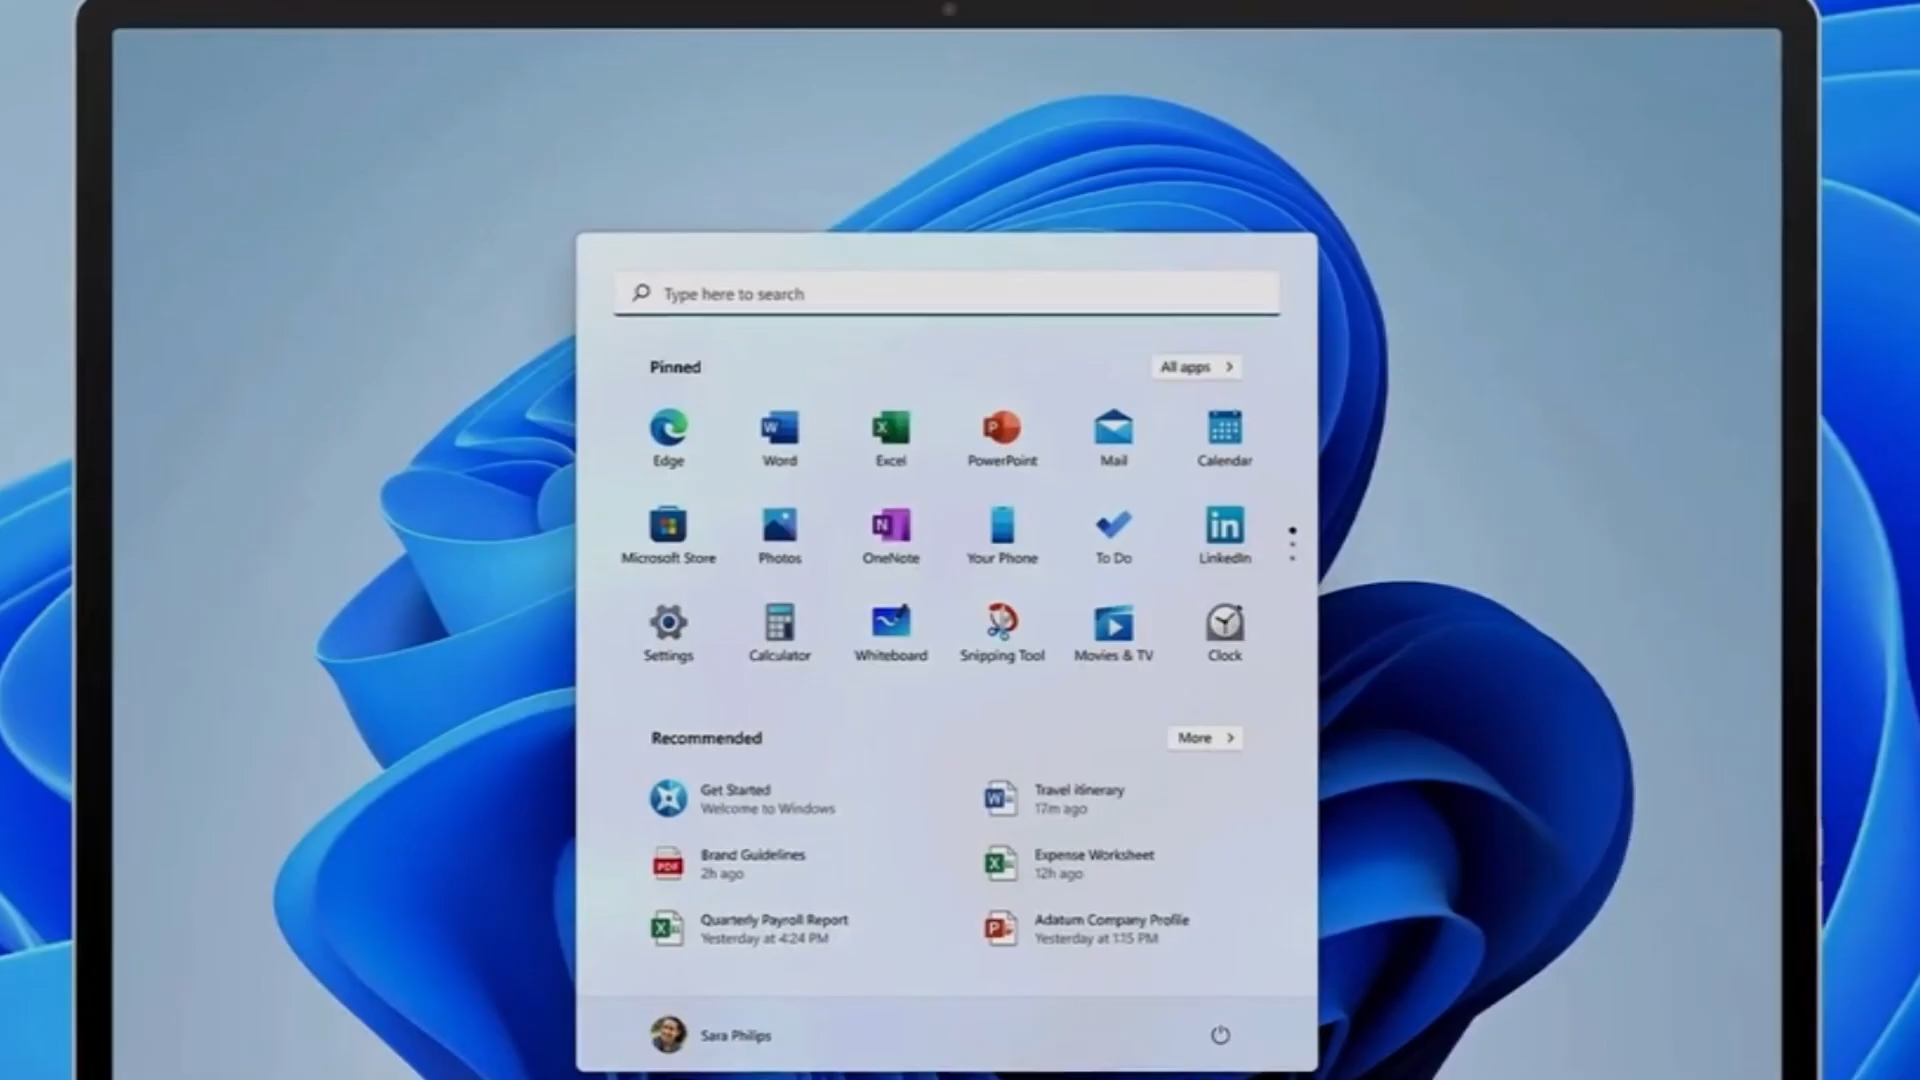 Type here to search
Pinned
All apps
Edge
Word
Excel
PowerPoint
Mail
Calendar
Microsoft Store
Photos
OneNote
Your Phone
To Do
LinkedIn
Settings
Calculator
Whiteboard
Snipping Tool
Movies & TV
Clock
Recommended
More
Get Started
Welcome to Windows
Travel itinerary
17m ago
Brand Guidelines
2h ago
Expense Worksheet
12h ago
Quarterly Payroll Report
Yesterday at 4:24 PM
Adatum Company Profile
Yesterday at 1:15 PM
Sara Philips